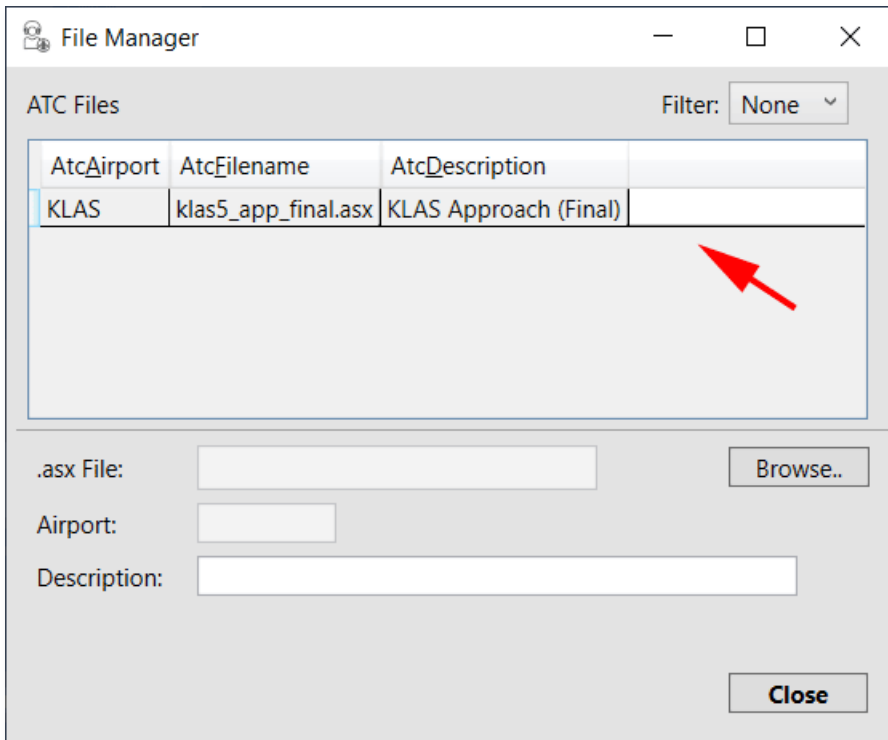 File Manager
ATC Files Filter: None
AtcAirport AtcFilename AtcDescription
KLAS klas5_app_final.asx KLAS Approach (Final)
.asx File: Browse..
Airport:
Description:
Close